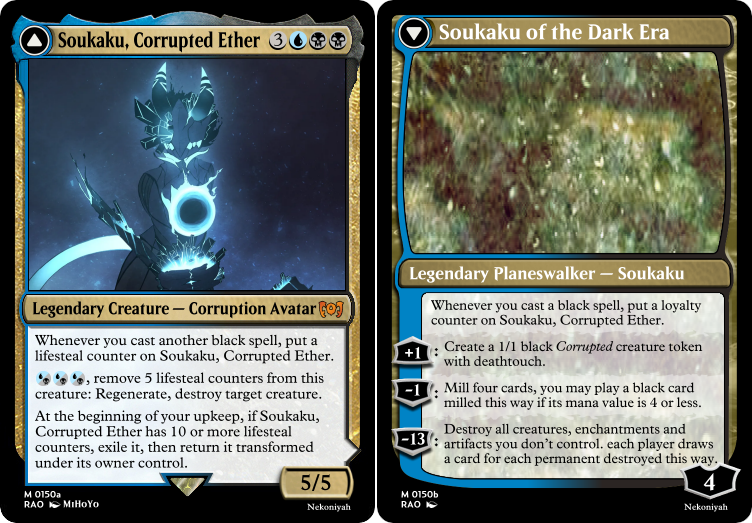 Soukaku, Corrupted Ether 3
Legendary Creature — Corruption Avatar
Whenever you cast another black spell, put a
lifesteal counter on Soukaku, Corrupted Ether.
, remove 5 lifesteal counters from this
creature: Regenerate, destroy target creature.
At the beginning of your upkeep, if Soukaku,
Corrupted Ether has 10 or more lifesteal
counters, exile it, then return it transformed
under its owner control.
5/5
M 0150a
RAO MiHoYo
Nekoniyah
Soukaku of the Dark Era
Legendary Planeswalker — Soukaku
Whenever you cast a black spell, put a loyalty
counter on Soukaku, Corrupted Ether.
+1 : Create a 1/1 black Corrupted creature token
with deathtouch.
-1 : Mill four cards, you may play a black card
milled this way if its mana value is 4 or less.
-13 : Destroy all creatures, enchantments and
artifacts you don't control. each player draws
a card for each permanent destroyed this way.
4
M 0150b
RAO
Nekoniyah